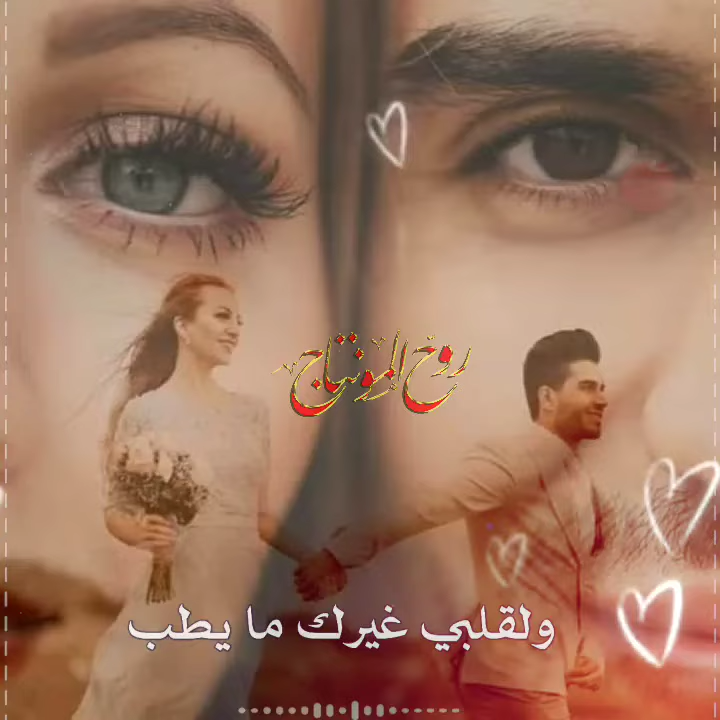 روح المونتاج
ولقلبي غيرك ما يطب